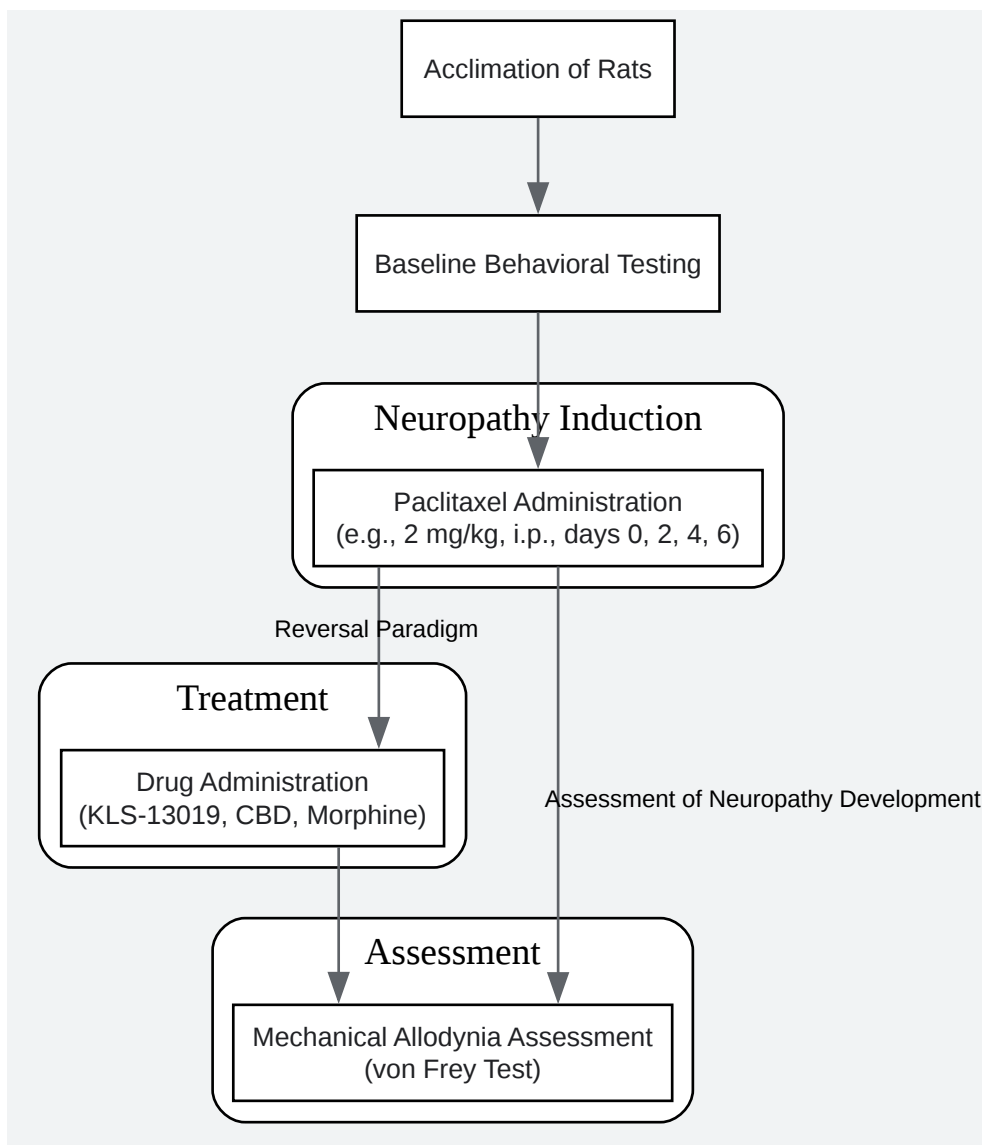 Acclimation of Rats
Baseline Behavioral Testing
Neuropathy Induction
Paclitaxel Administration
(e.g., 2 mg/kg, i.p., days 0, 2, 4, 6)
Reversal Paradigm
Treatment
Drug Administration
(KLS-13019, CBD, Morphine)
Assessment of Neuropathy Development
Assessment
Mechanical Allodynia Assessment
(von Frey Test)